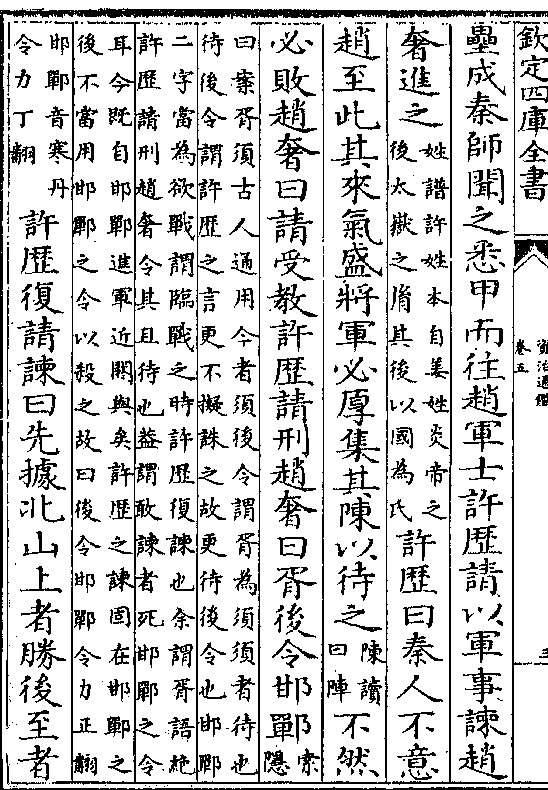 欽定四庫全書
資治通鑑
卷五
壘成秦師聞之悉甲而往趙軍士許歷請以軍事諫趙
奢進之
姓譜許姓本自姜姓炎帝之
後太嶽之胤其後以國為氏
許歷曰秦人不意
趙至此其來氣盛將軍必厚集其陳以待之
陳讀
曰陣
不然
必敗趙奢曰請受教許歷請刑趙奢曰胥後令邯鄲
索
隱
曰案胥須古人通用今者須後令謂胥為須須者待也
待後令謂許歷之言更不擬誅之故更待後令也邯鄲
二字當為欲戰謂臨戰之時許歷復諫也余謂胥語絶
許歷請刑趙奢令其且待也葢謂敢諫者死邯鄲之令
耳今既自邯鄲進軍近閼與矣許歷之諫固在邯鄲之
後不當用邯鄲之令以殺之故曰後令邯鄲令力正翻
邯鄲音寒丹
令力丁翻
許歷復請諫曰先據北山上者勝後至者